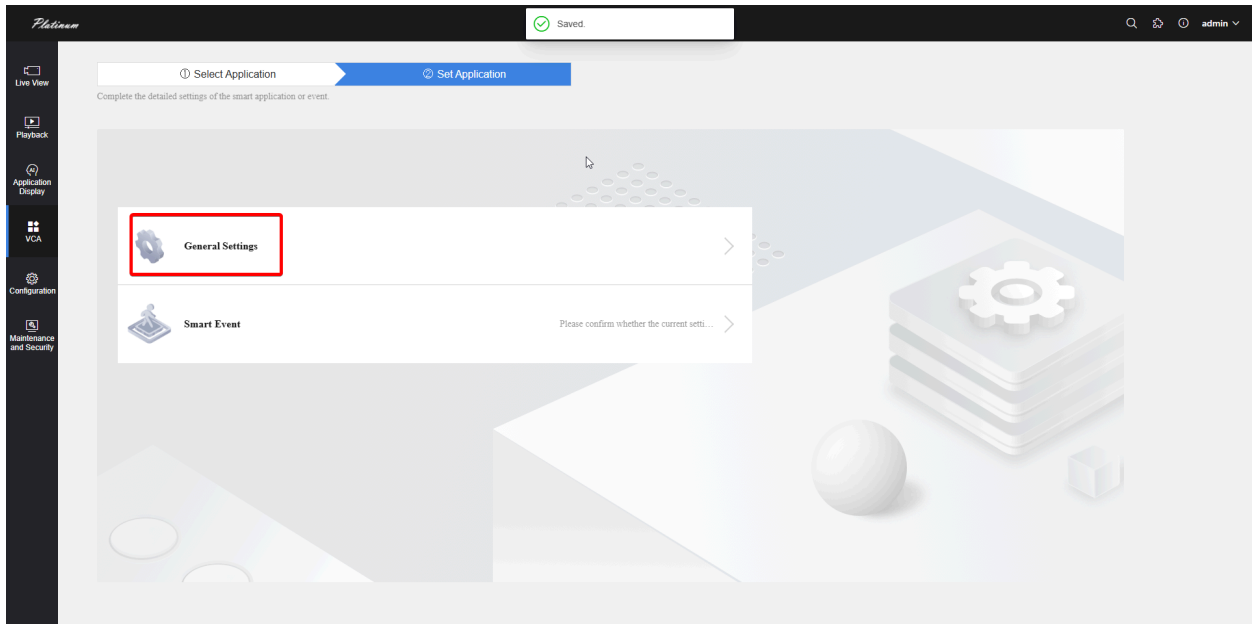 Platinum
Saved.
admin
Live View
① Select Application
② Set Application
Complete the detailed settings of the smart application or event.
Playback
AI
Application
Display
VCA
General Settings
Configuration
Smart Event
Please confirm whether the current setti....
Maintenance
and Security